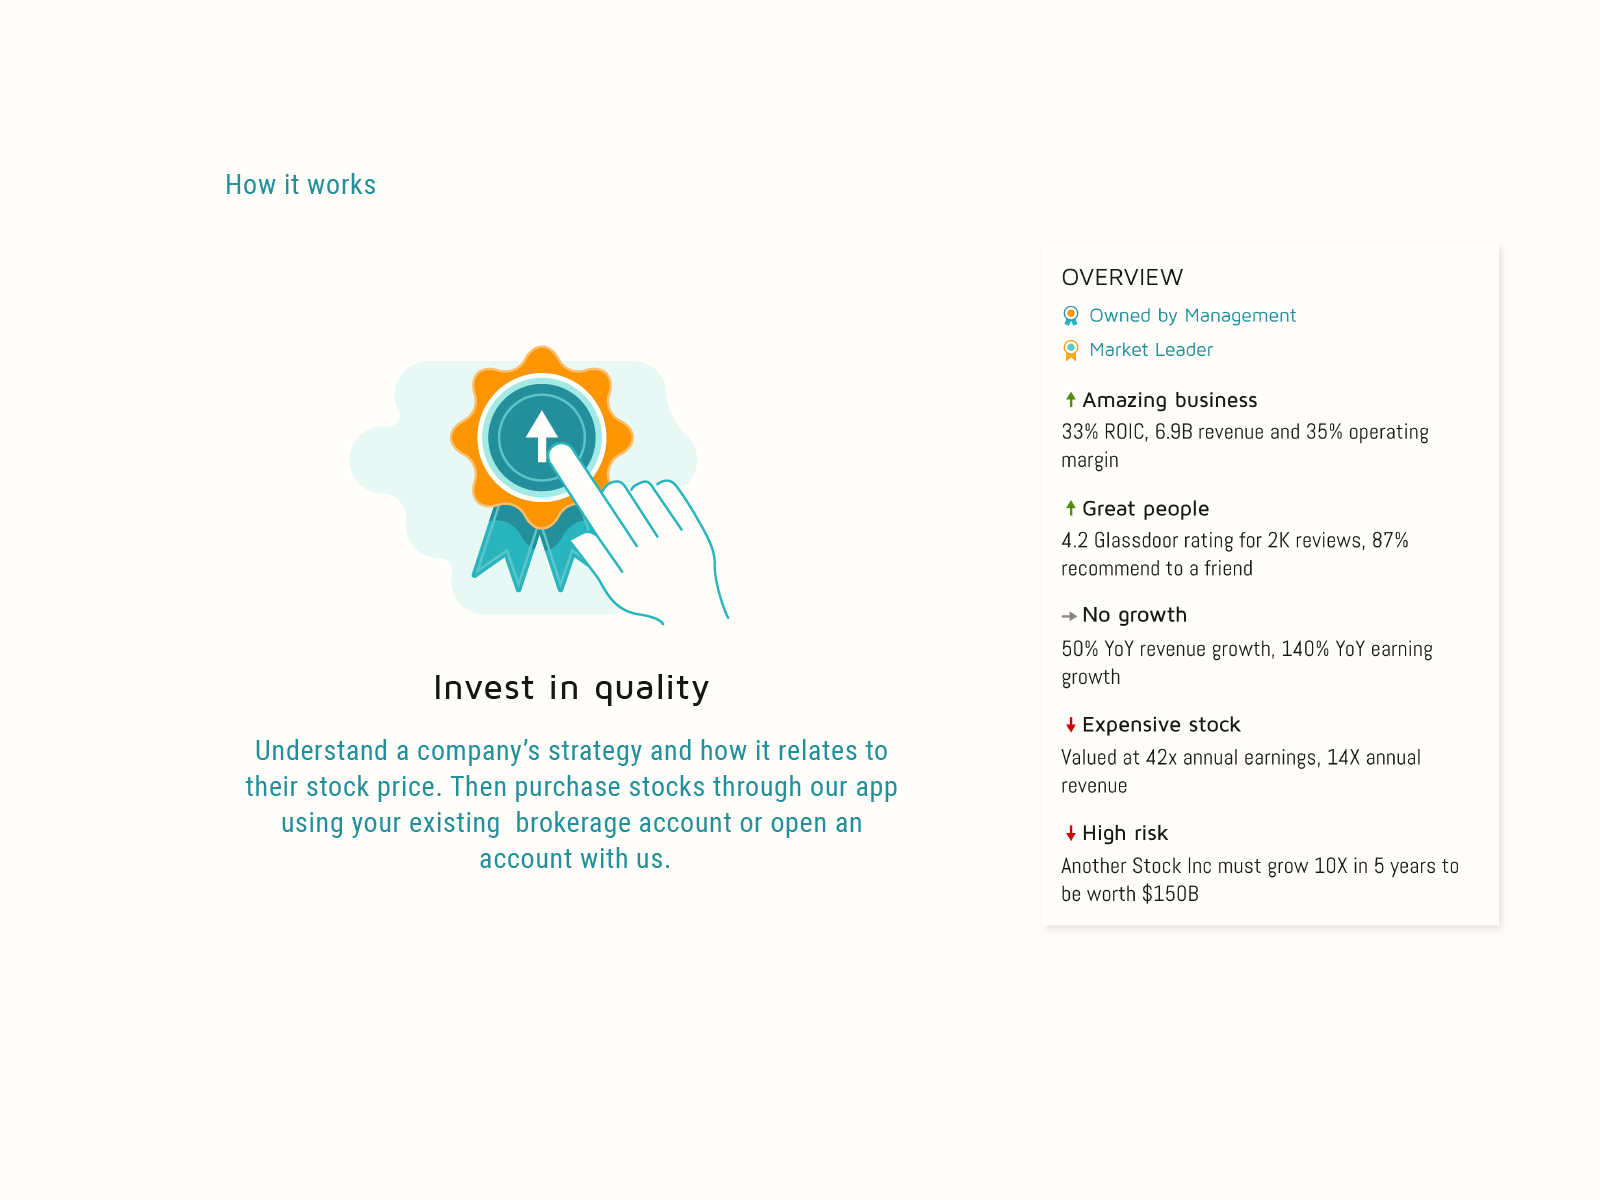 How it works
Invest in quality
Understand a company’s strategy and how it relates to
their stock price. Then purchase stocks through our app
using your existing  brokerage account or open an
account with us.
OVERVIEW
Owned by Management
Market Leader
Amazing business
33% ROIC, 6.9B revenue and 35% operating
margin
Great people
4.2 Glassdoor rating for 2K reviews, 87%
recommend to a friend
No growth
50% YoY revenue growth, 140% YoY earning
growth
Expensive stock
Valued at 42x annual earnings, 14X annual
revenue
High risk
Another Stock Inc must grow 10X in 5 years to
be worth $150B